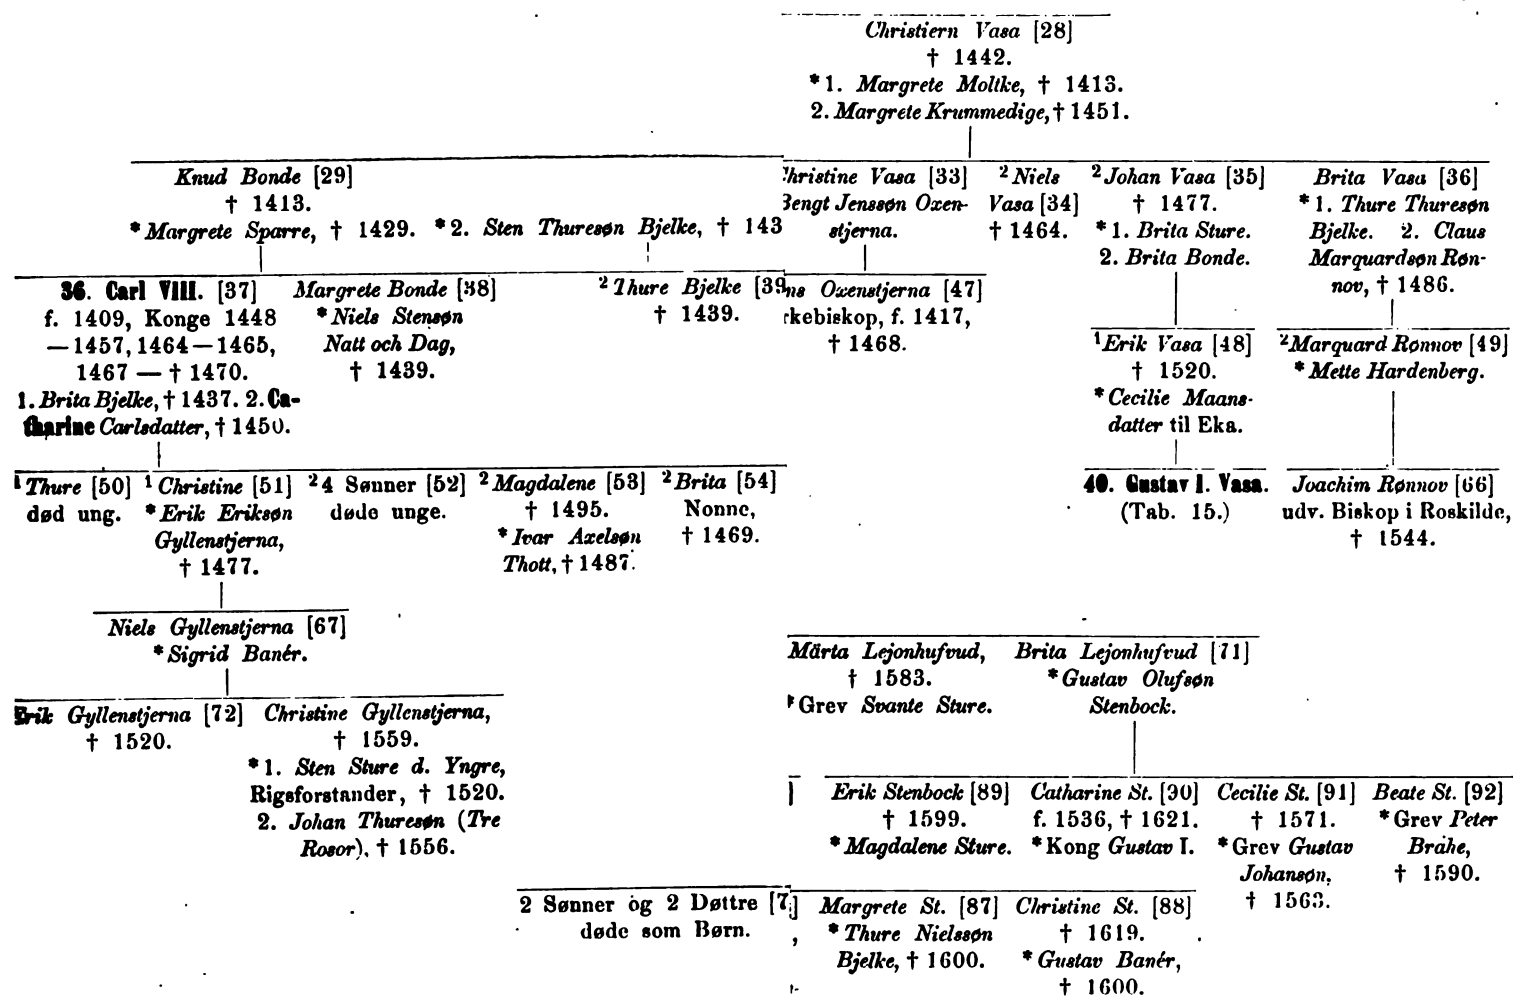 Christiern Vasa [28]
† 1442.
*1. Margrete Moltke, † 1413.
2. Margrete Krummedige, † 1451.
Knud Bonde [29]
† 1413.
*Margrete Sparre, † 1429.
*2. Sten Thuresøn Bjelke, † 143
hristine Vasa [33]
Bengt Jenssøn Oxen-
stjerna.
2 Niels
Vasa [34]
† 1464.
2 Johan Vasa [35]
† 1477.
*1. Brita Sture.
2. Brita Bonde.
Brita Vasa [36]
*1. Thure Thuresøn
Bjelke. 2. Claus
Marquardsøn Røn-
nov, † 1486.
36. Carl VIII. [37]
f. 1409, Konge 1448
—1457, 1464—1465,
1467 — † 1470.
1. Brita Bjelke, † 1437. 2. Ca-
tharine Carlsdatter, † 1450.
Margrete Bonde [38]
*Niels Stensøn
Natt och Dag,
† 1439.
2 Thure Bjelke [39
† 1439.
ns Oxenstjerna [47]
rkebiskop, f. 1417,
† 1468.
1 Erik Vasa [48]
† 1520.
*Cecilie Maans-
datter til Eka.
2 Marquard Rønnov [49]
*Mette Hardenberg.
1 Thure [50]
død ung.
1 Christine [51]
*Erik Eriksøn
Gyllenstjerna,
† 1477.
2 4 Sønner [52]
døde unge.
2 Magdalene [53]
† 1495.
*Ivar Axelsøn
Thott, † 1487.
2 Brita [54]
Nonne,
† 1469.
40. Gustav I. Vasa.
(Tab. 15.)
Joachim Rønnov [66]
udv. Biskop i Roskilde,
† 1544.
Niels Gyllenstjerna [67]
*Sigrid Banér.
Märta Lejonhufvud,
† 1583.
*Grev Svante Sture.
Brita Lejonhufvud [71]
*Gustav Olufsøn
Stenbock.
Erik Gyllenstjerna [72]
† 1520.
Christine Gyllenstjerna,
† 1559.
*1. Sten Sture d. Yngre,
Rigsforstander, † 1520.
2. Johan Thuresøn (Tre
Rosor), † 1556.
]
Erik Stenbock [89]
† 1599.
*Magdalene Sture.
Catharine St. [90]
f. 1536, † 1621.
*Kong Gustav I.
Cecilie St. [91]
† 1571.
*Grev Gustav
Johansøn,
† 1563.
Beate St. [92]
*Grev Peter
Brahe,
† 1590.
2 Sønner og 2 Døttre [7
døde som Børn.
]
,
Margrete St. [87]
*Thure Nielssøn
Bjelke, † 1600.
Christine St. [88]
† 1619.
*Gustav Banér,
† 1600.